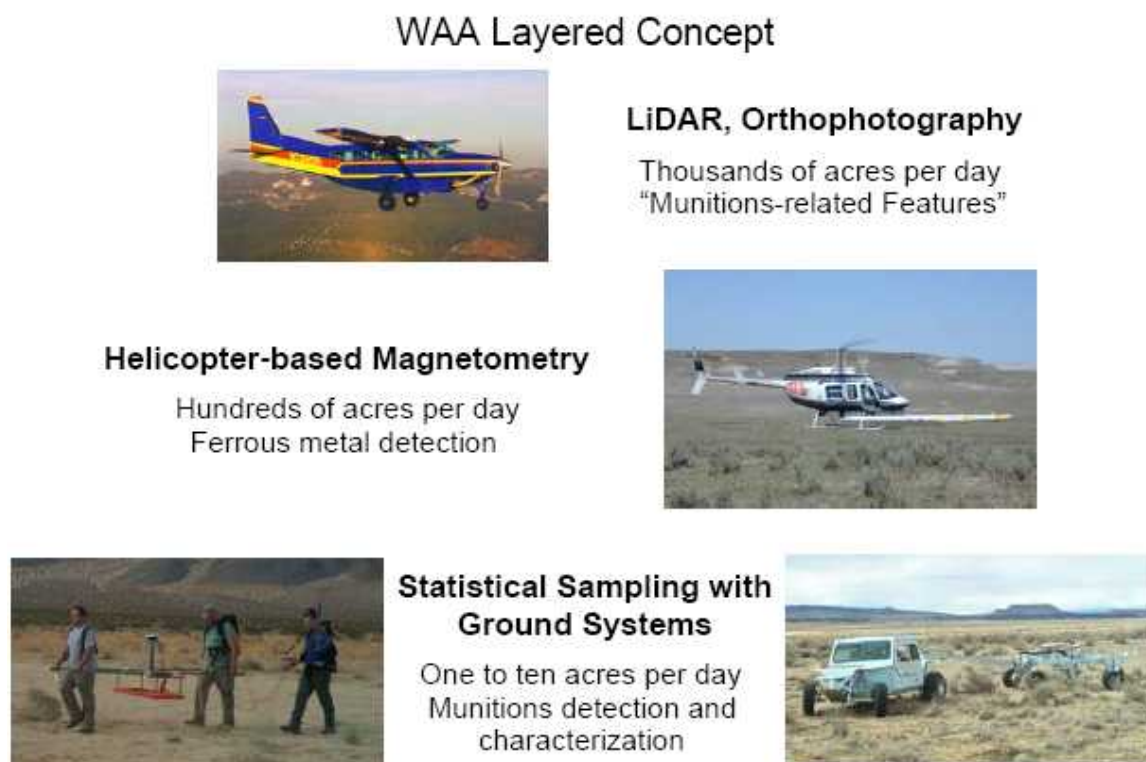 WAA Layered Concept
LiDAR, Orthophotography
Thousands of acres per day
“Munitions-related Features”
Helicopter-based Magnetometry
Hundreds of acres per day
Ferrous metal detection
Statistical Sampling with
Ground Systems
One to ten acres per day
Munitions detection and
characterization